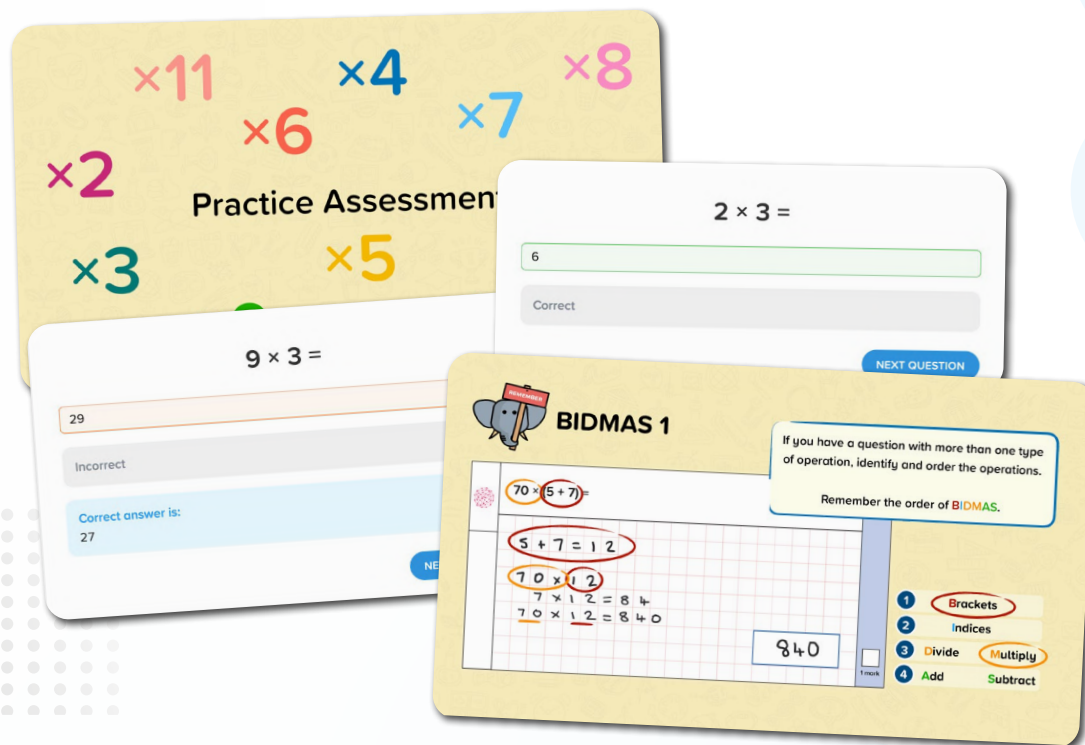 ×11
×4
×8
×6
×7
×2
Practice Assessment
×3
×5
2 × 3 =
6
Correct
NEXT QUESTION
9 × 3 =
29
Incorrect
Correct answer is:
27
NE
REMEMBER
BIDMAS 1
If you have a question with more than one type
of operation, identify and order the operations.
Remember the order of BIDMAS.
70 × (5 + 7) =
5 + 7 = 12
70 × 12
7 × 12 = 84
70 × 12 = 840
840
1 mark
1 Brackets
2 Indices
3 Divide Multiply
4 Add Subtract